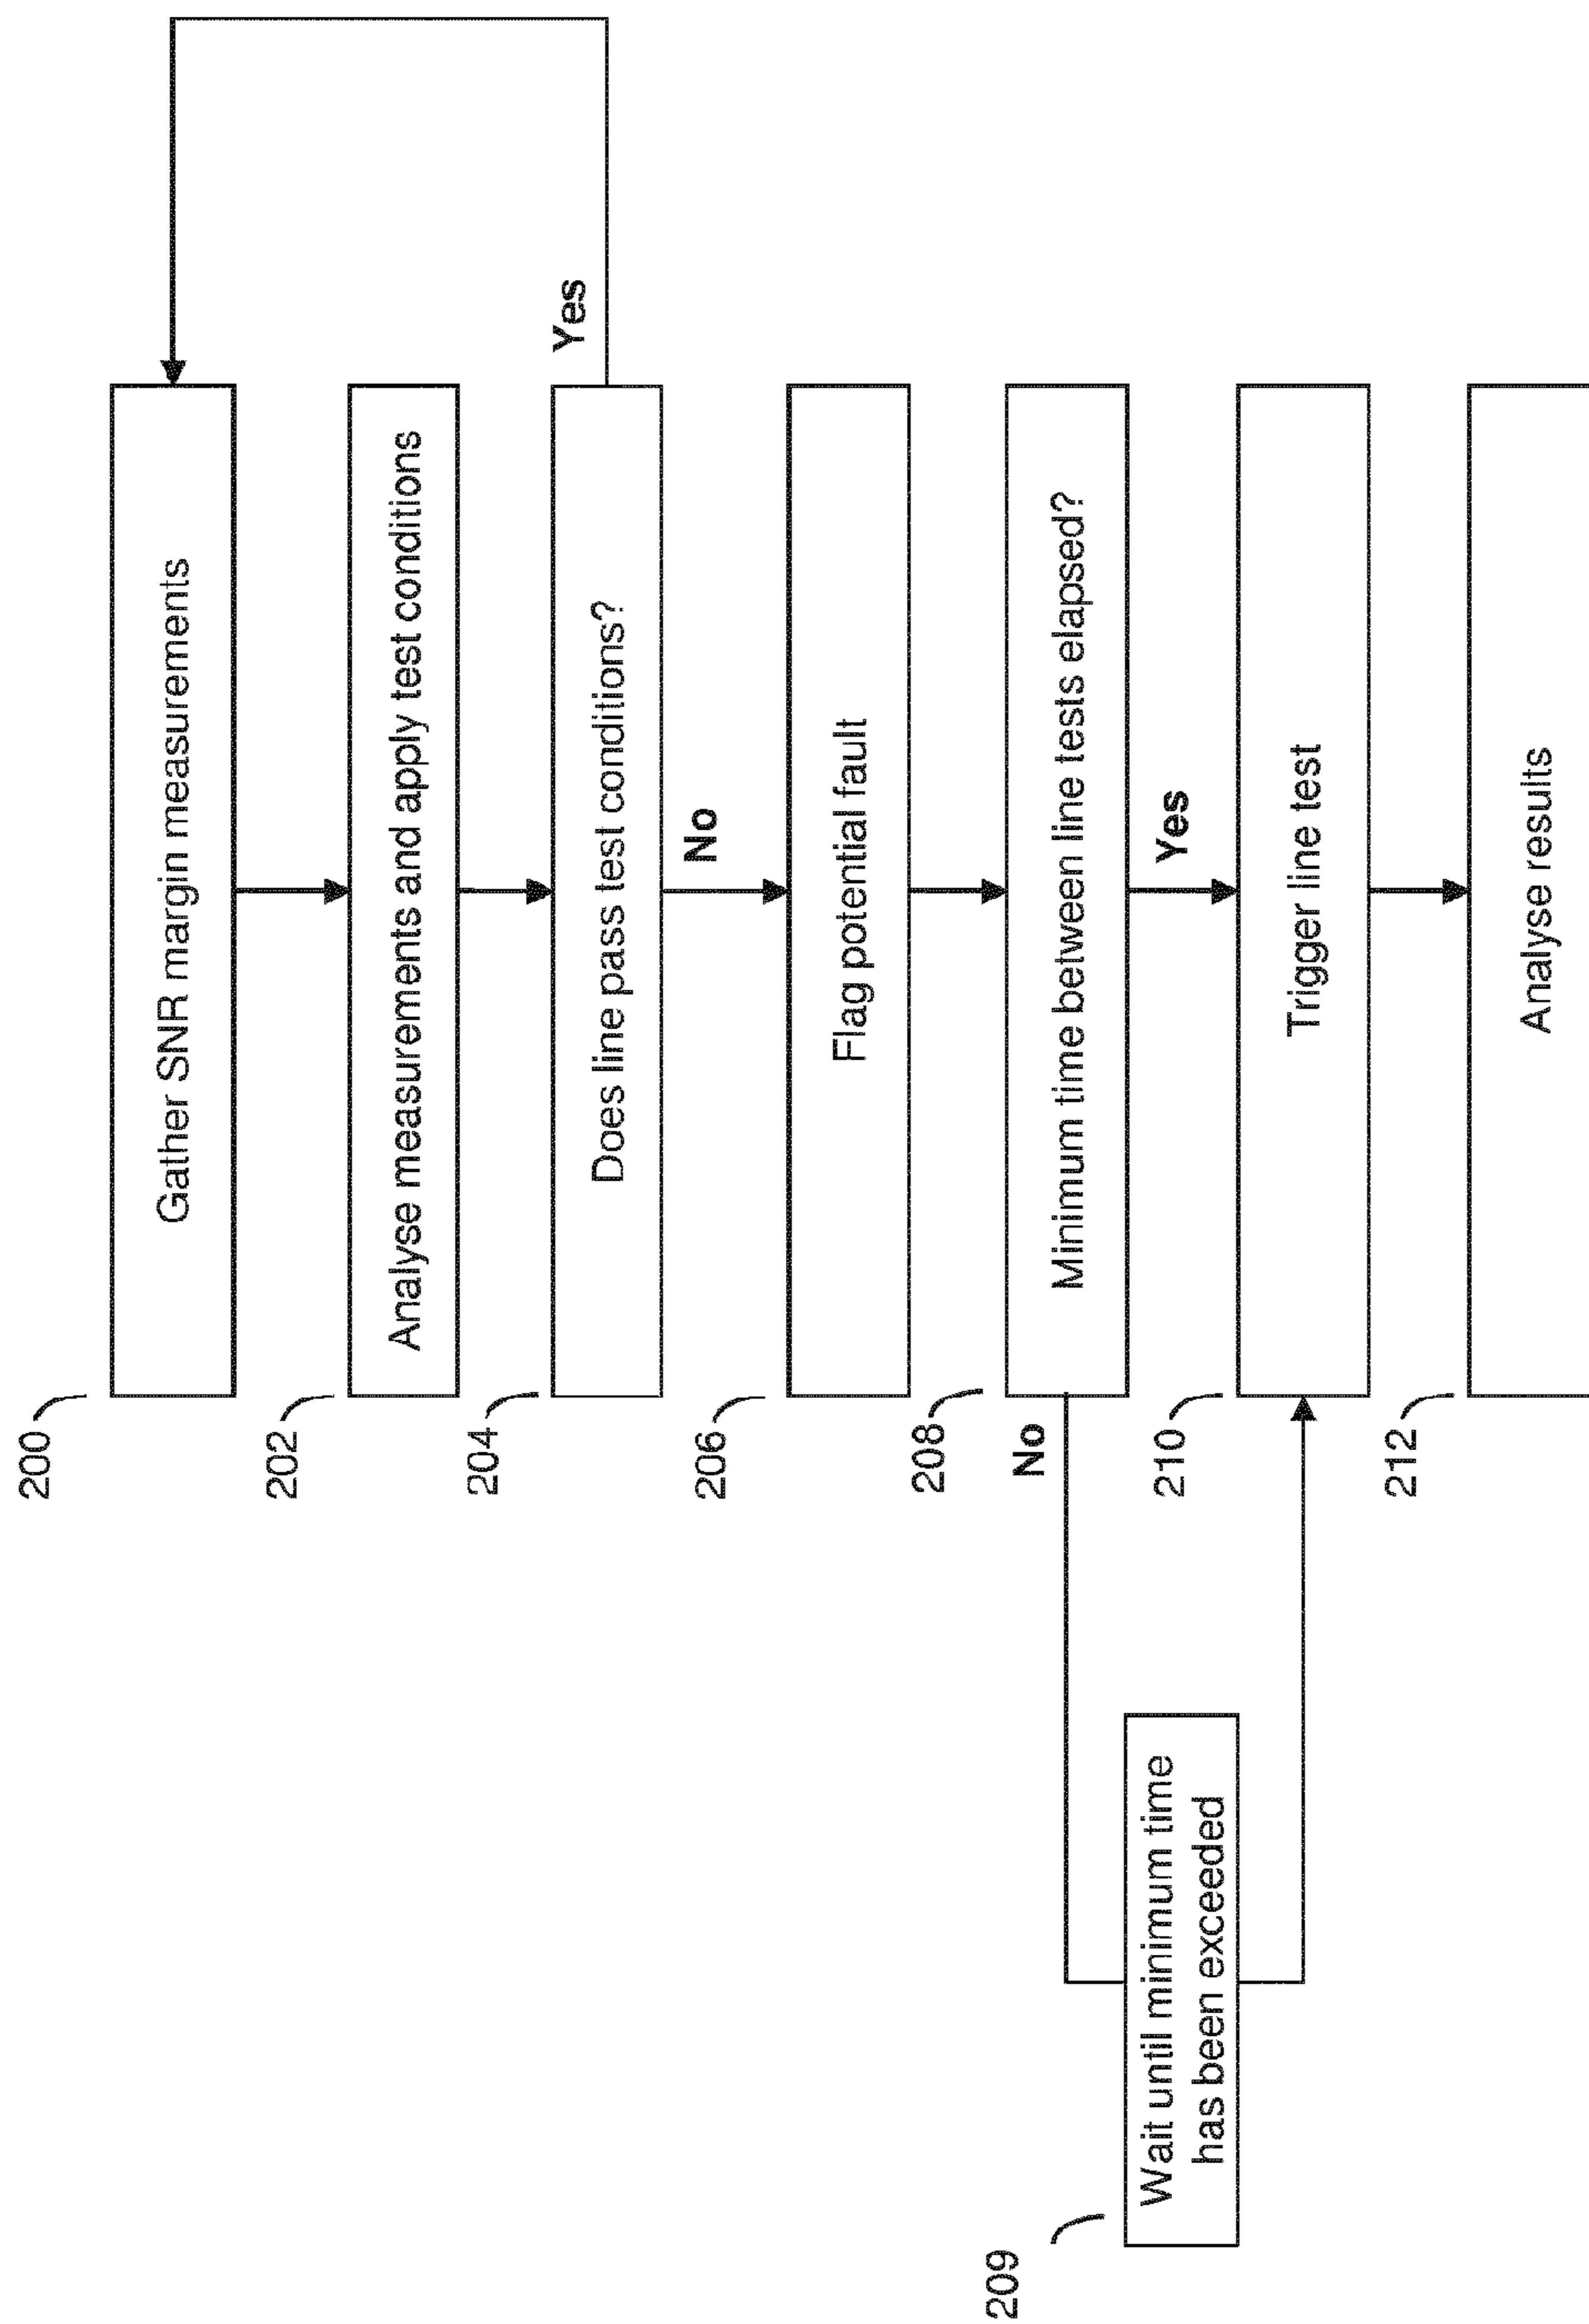 200
Gather SNR margin measurements
202
Analyse measurements and apply test conditions
204
Does line pass test conditions?
Yes
No
206
Flag potential fault
208
Minimum time between line tests elapsed?
No
Yes
209
Wait until minimum time
has been exceeded
210
Trigger line test
212
Analyse results